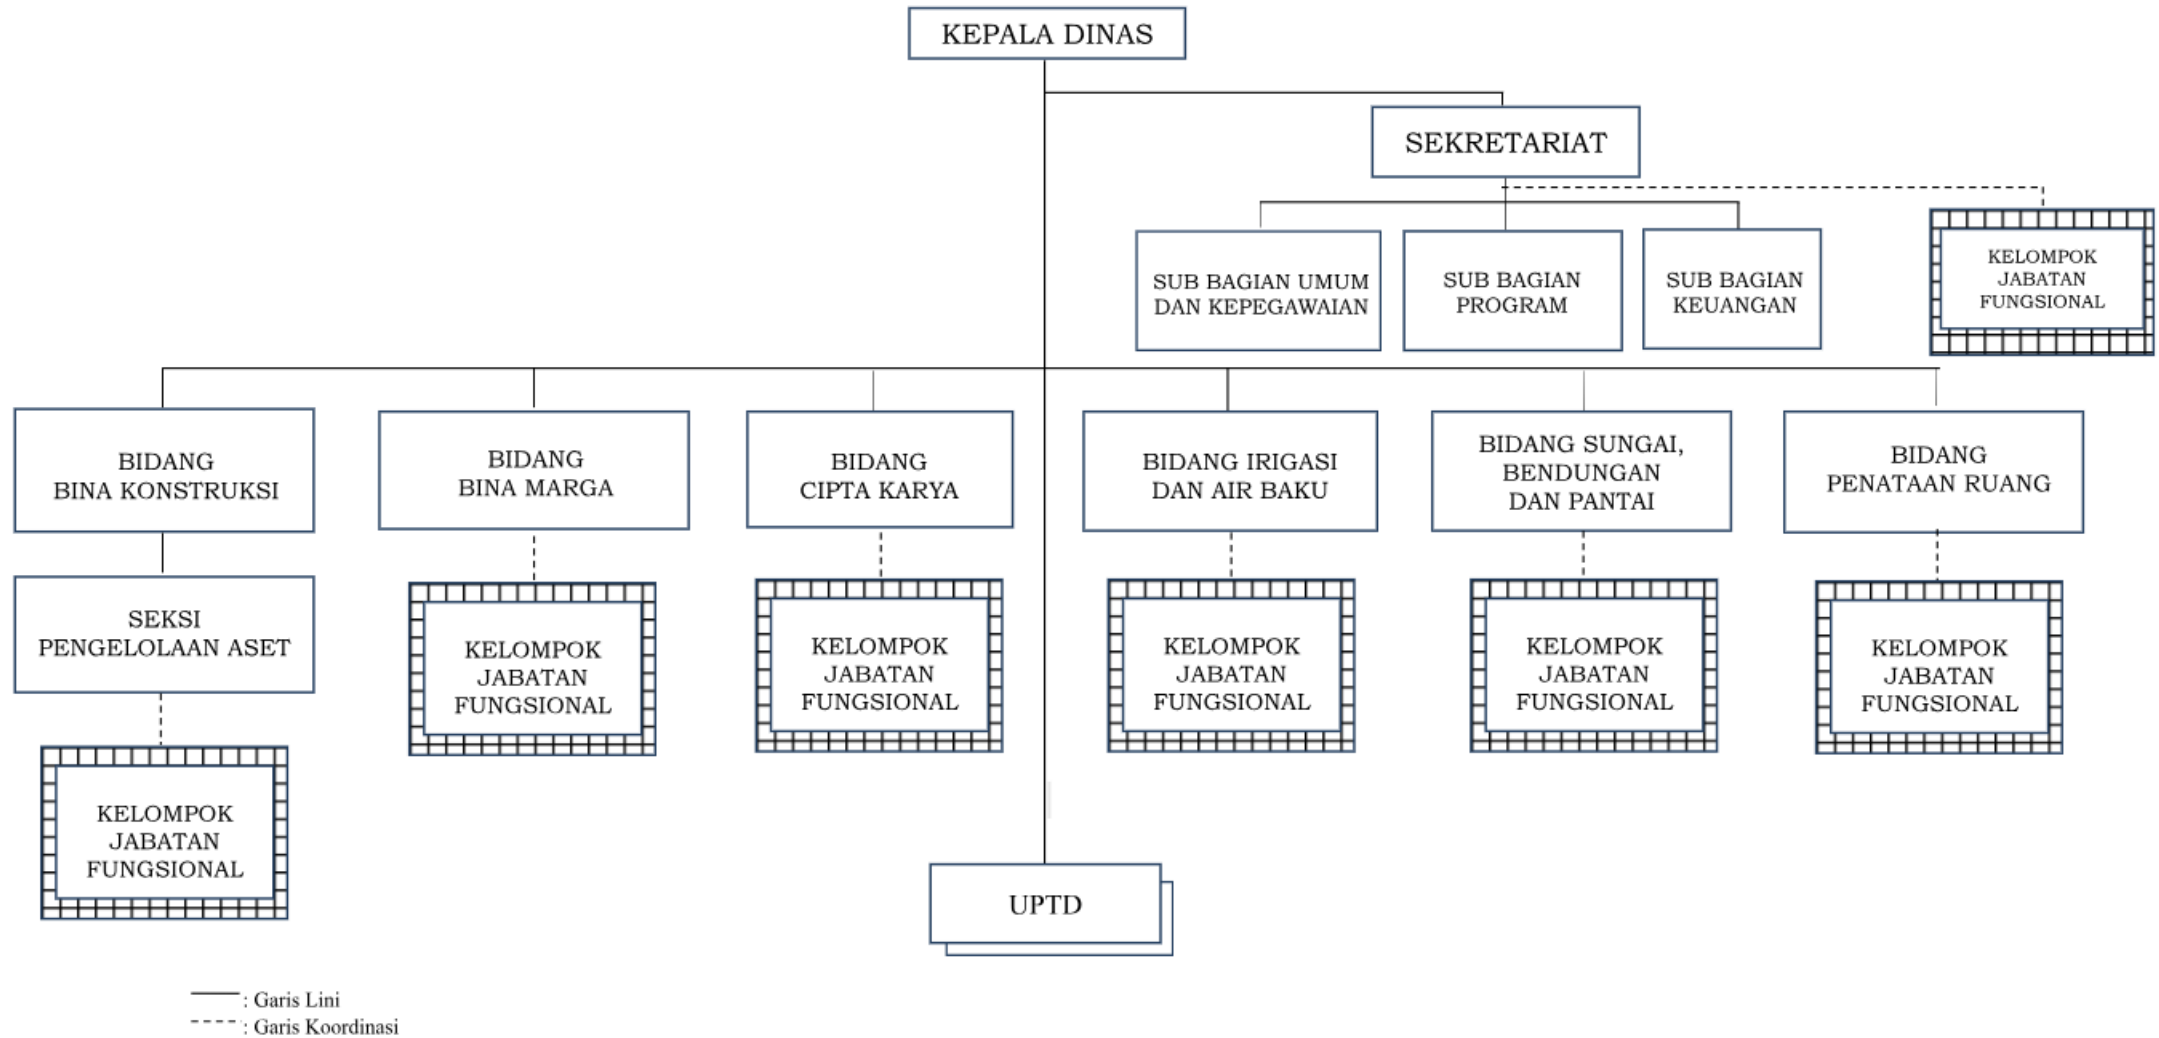 KEPALA DINAS
SEKRETARIAT
SUB BAGIAN UMUM
DAN KEPEGAWAIAN
SUB BAGIAN
PROGRAM
SUB BAGIAN
KEUANGAN
KELOMPOK
JABATAN
FUNGSIONAL
BIDANG
BINA KONSTRUKSI
BIDANG
BINA MARGA
BIDANG
CIPTA KARYA
BIDANG IRIGASI
DAN AIR BAKU
BIDANG SUNGAI,
BENDUNGAN
DAN PANTAI
BIDANG
PENATAAN RUANG
SEKSI
PENGELOLAAN ASET
KELOMPOK
JABATAN
FUNGSIONAL
KELOMPOK
JABATAN
FUNGSIONAL
KELOMPOK
JABATAN
FUNGSIONAL
KELOMPOK
JABATAN
FUNGSIONAL
KELOMPOK
JABATAN
FUNGSIONAL
KELOMPOK
JABATAN
FUNGSIONAL
UPTD
: Garis Lini
: Garis Koordinasi